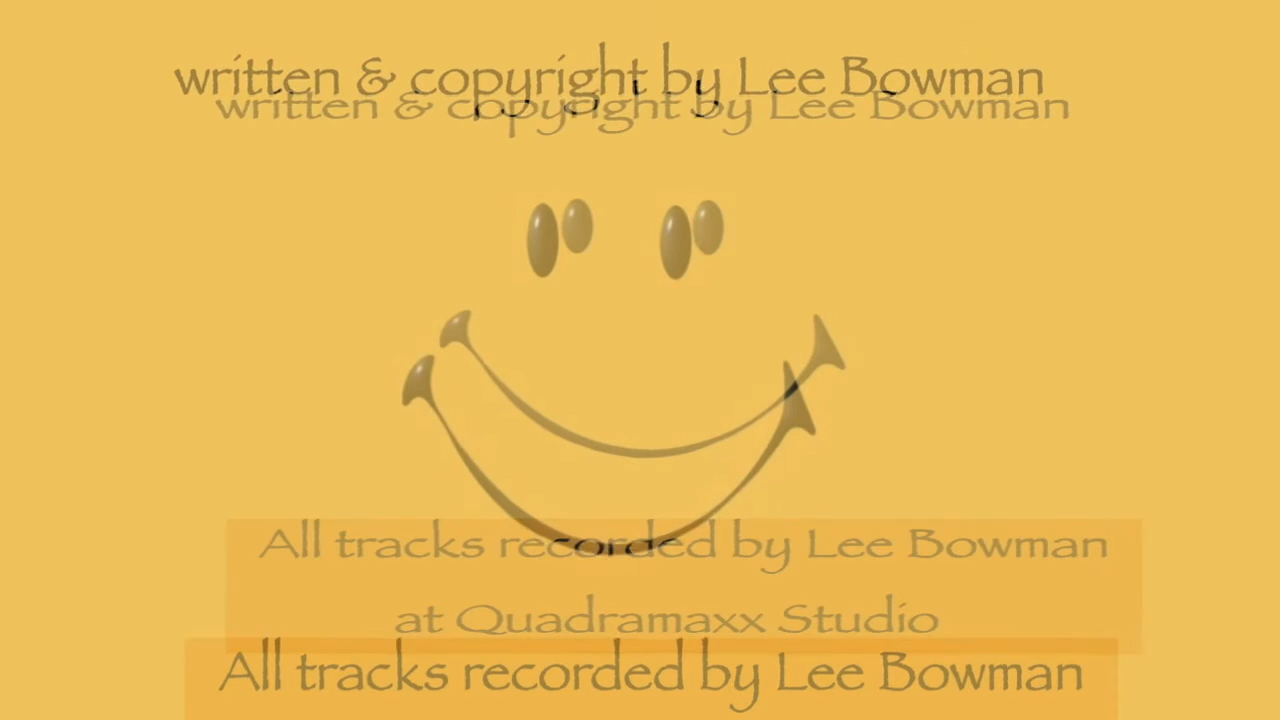 written & copyright by Lee Bowman
written & copyright by Lee Bowman
All tracks recorded by Lee Bowman
at Quadramaxx Studio
All tracks recorded by Lee Bowman